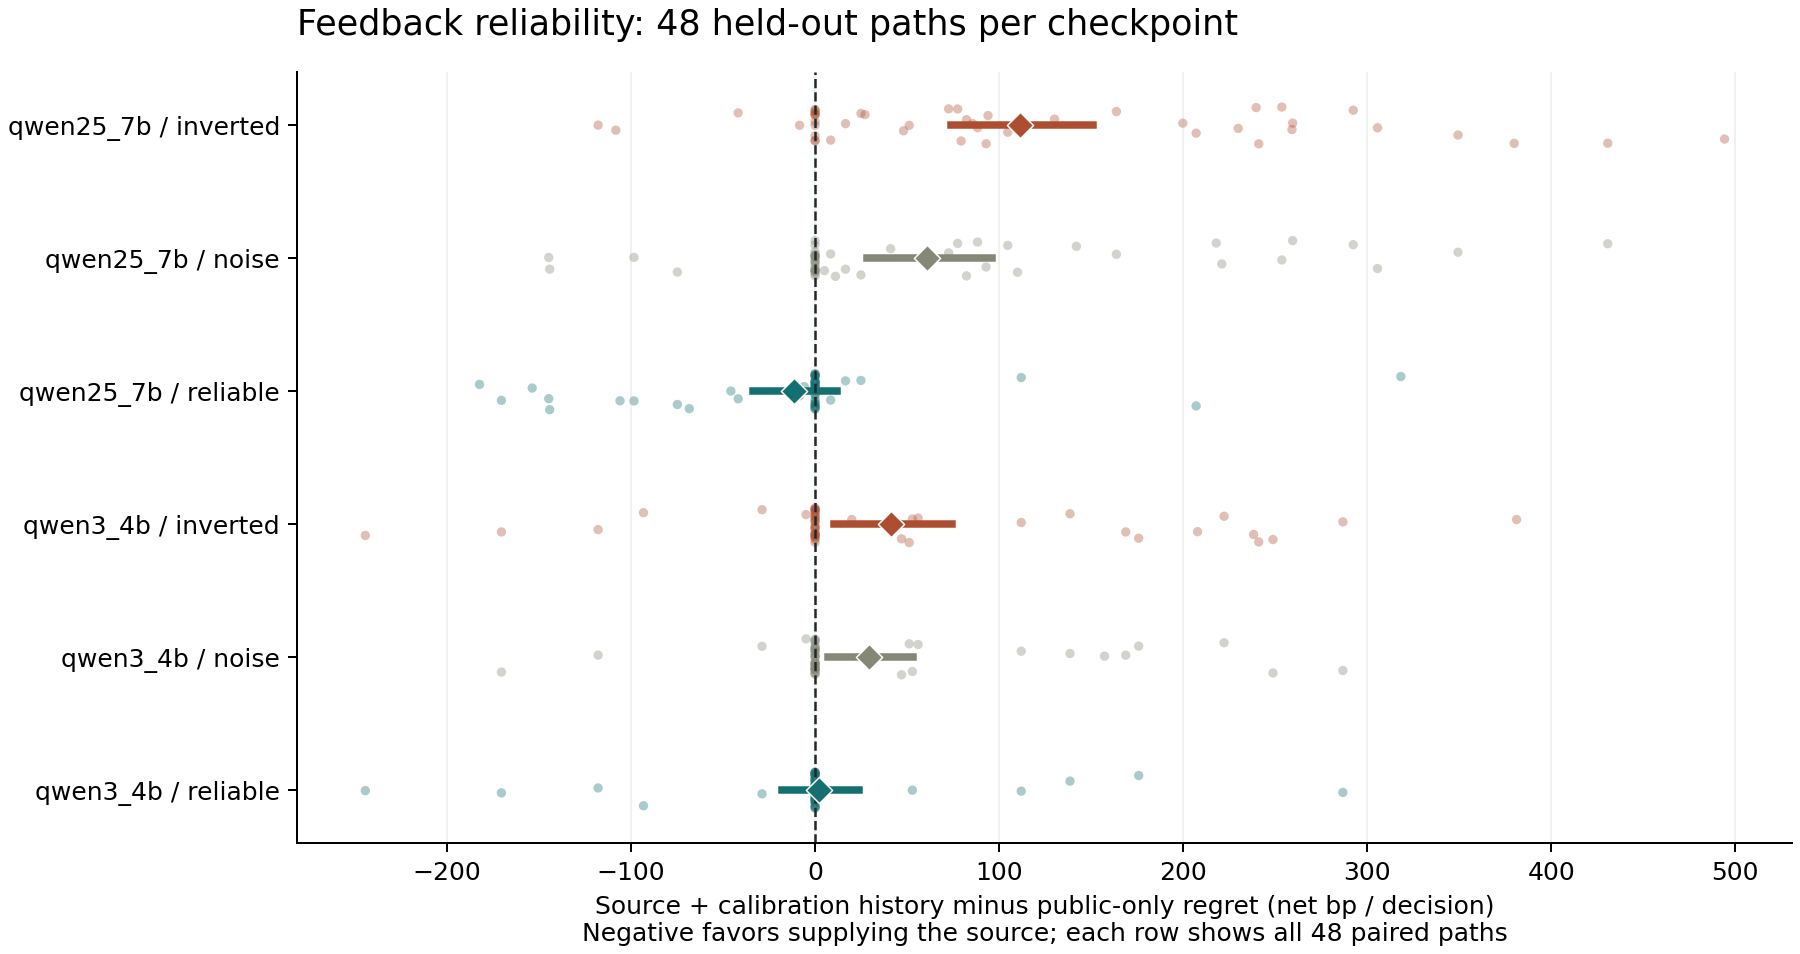 Feedback reliability: 48 held-out paths per checkpoint
qwen25_7b / inverted
qwen25_7b / noise
qwen25_7b / reliable
qwen3_4b / inverted
qwen3_4b / noise
qwen3_4b / reliable
−200 −100 0 100 200 300 400 500
Source + calibration history minus public-only regret (net bp / decision)
Negative favors supplying the source; each row shows all 48 paired paths